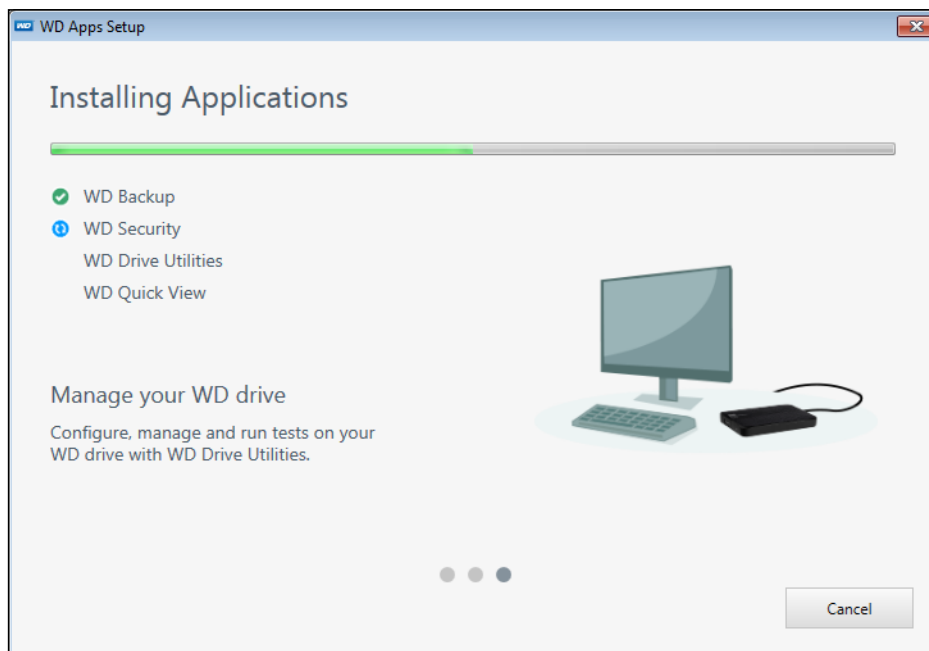 WD WD Apps Setup
Installing Applications
WD Backup
WD Security
WD Drive Utilities
WD Quick View
Manage your WD drive
Configure, manage and run tests on your
WD drive with WD Drive Utilities.
Cancel